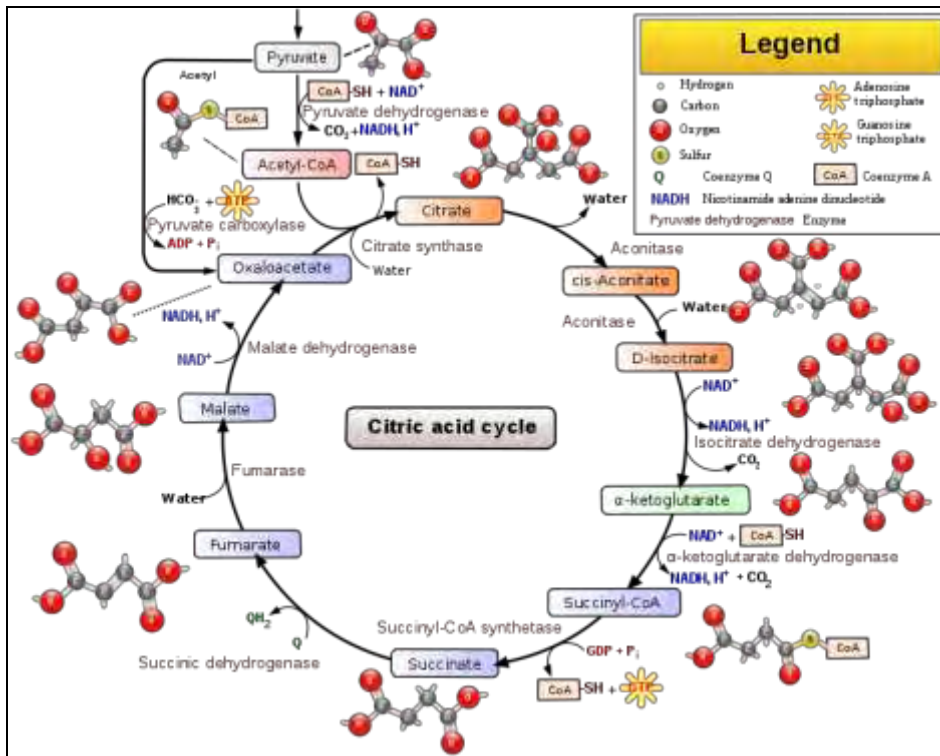 Legend
Hydrogen
Carbon
Oxygen
S Sulfur
Q Coenzyme Q
NADH Nicotinamide adenine dinucleotide
Pyruvate dehydrogenase Enzyme
ATP Adenosine triphosphate
GTP Guanosine triphosphate
CoA Coenzyme A
Pyruvate
Acetyl
S CoA
CoA-SH + NAD⁺
Pyruvate dehydrogenase
CO₂ + NADH, H⁺
Acetyl-CoA
CoA-SH
HCO₃⁻ + ATP
Pyruvate carboxylase
ADP + Pᵢ
Oxaloacetate
Citrate
Citrate synthase
Water
Water
Aconitase
cis-Aconitate
Water
Aconitase
D-Isocitrate
NAD⁺
NADH, H⁺
Isocitrate dehydrogenase
CO₂
α-ketoglutarate
NAD⁺ + CoA-SH
α-ketoglutarate dehydrogenase
NADH, H⁺ + CO₂
Succinyl-CoA
S CoA
Succinyl-CoA synthetase
GDP + Pᵢ
CoA-SH + GTP
Succinate
Q
QH₂
Succinic dehydrogenase
Fumarate
Water
Fumarase
Malate
NAD⁺
NADH, H⁺
Malate dehydrogenase
Citric acid cycle